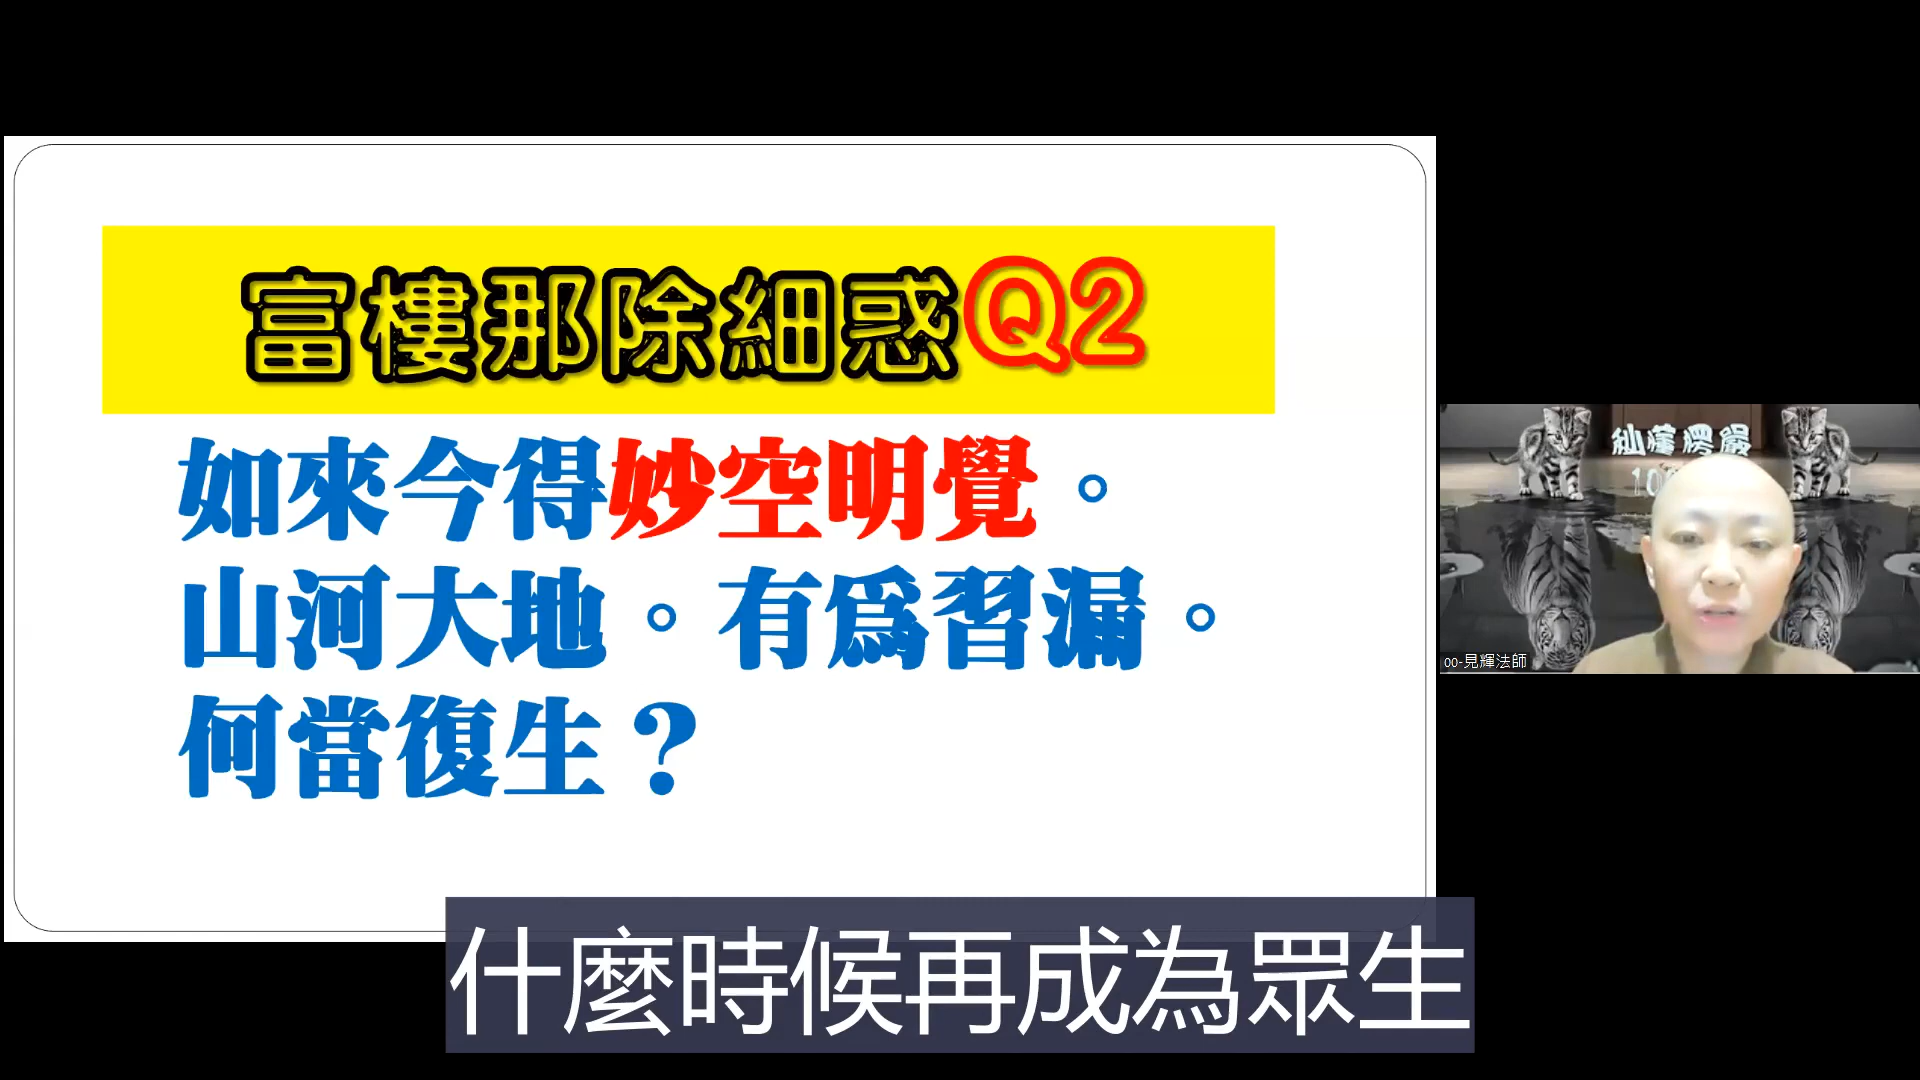 富樓那除細惑Q2
如來今得妙空明覺。
山河大地。有為習漏。
何當復生？
oo-見輝法師
什麼時候再成為眾生